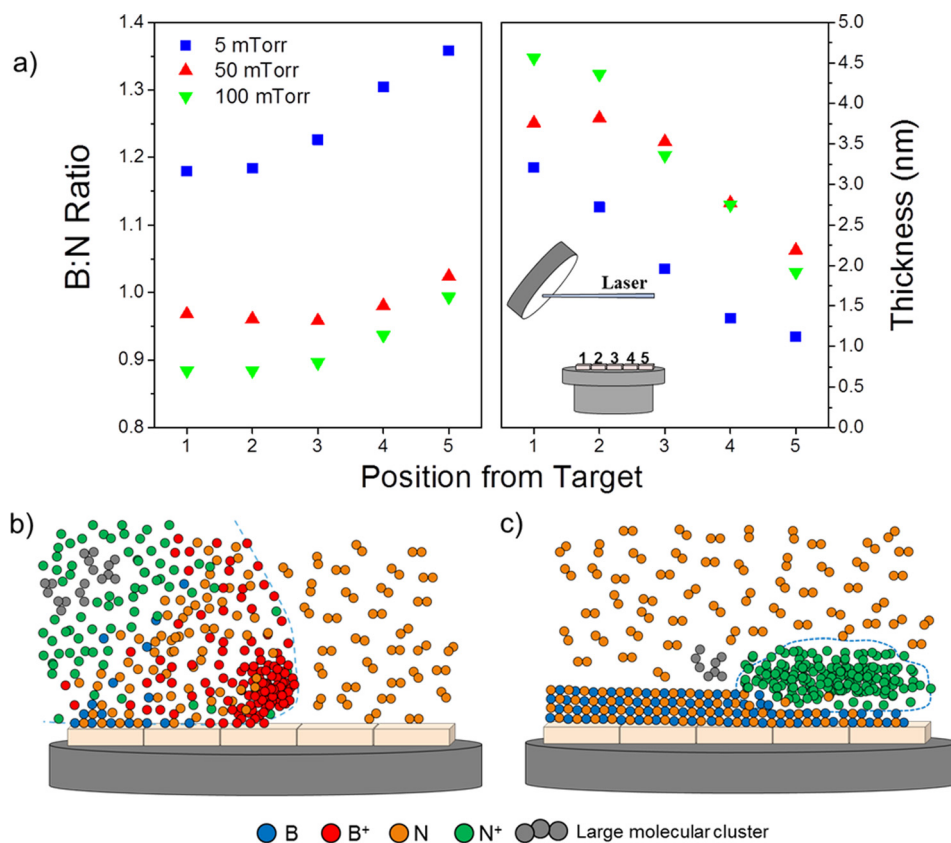 a)
1.4
1.3
1.2
1.1
1.0
0.9
0.8
B:N Ratio
5 mTorr
50 mTorr
100 mTorr
1 2 3 4 5
5.0
4.5
4.0
3.5
3.0
2.5
2.0
1.5
1.0
0.5
0.0
Thickness (nm)
Laser
1 2 3 4 5
1 2 3 4 5
Position from Target
b)
c)
B B+ N N+ Large molecular cluster